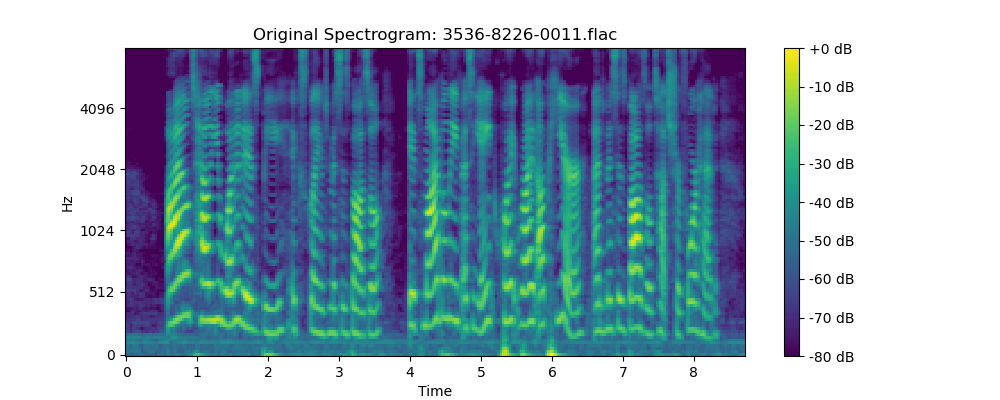 Original Spectrogram: 3536-8226-0011.flac
Hz
4096
2048
1024
512
0
0 1 2 3 4 5 6 7 8
Time
+0 dB
-10 dB
-20 dB
-30 dB
-40 dB
-50 dB
-60 dB
-70 dB
-80 dB